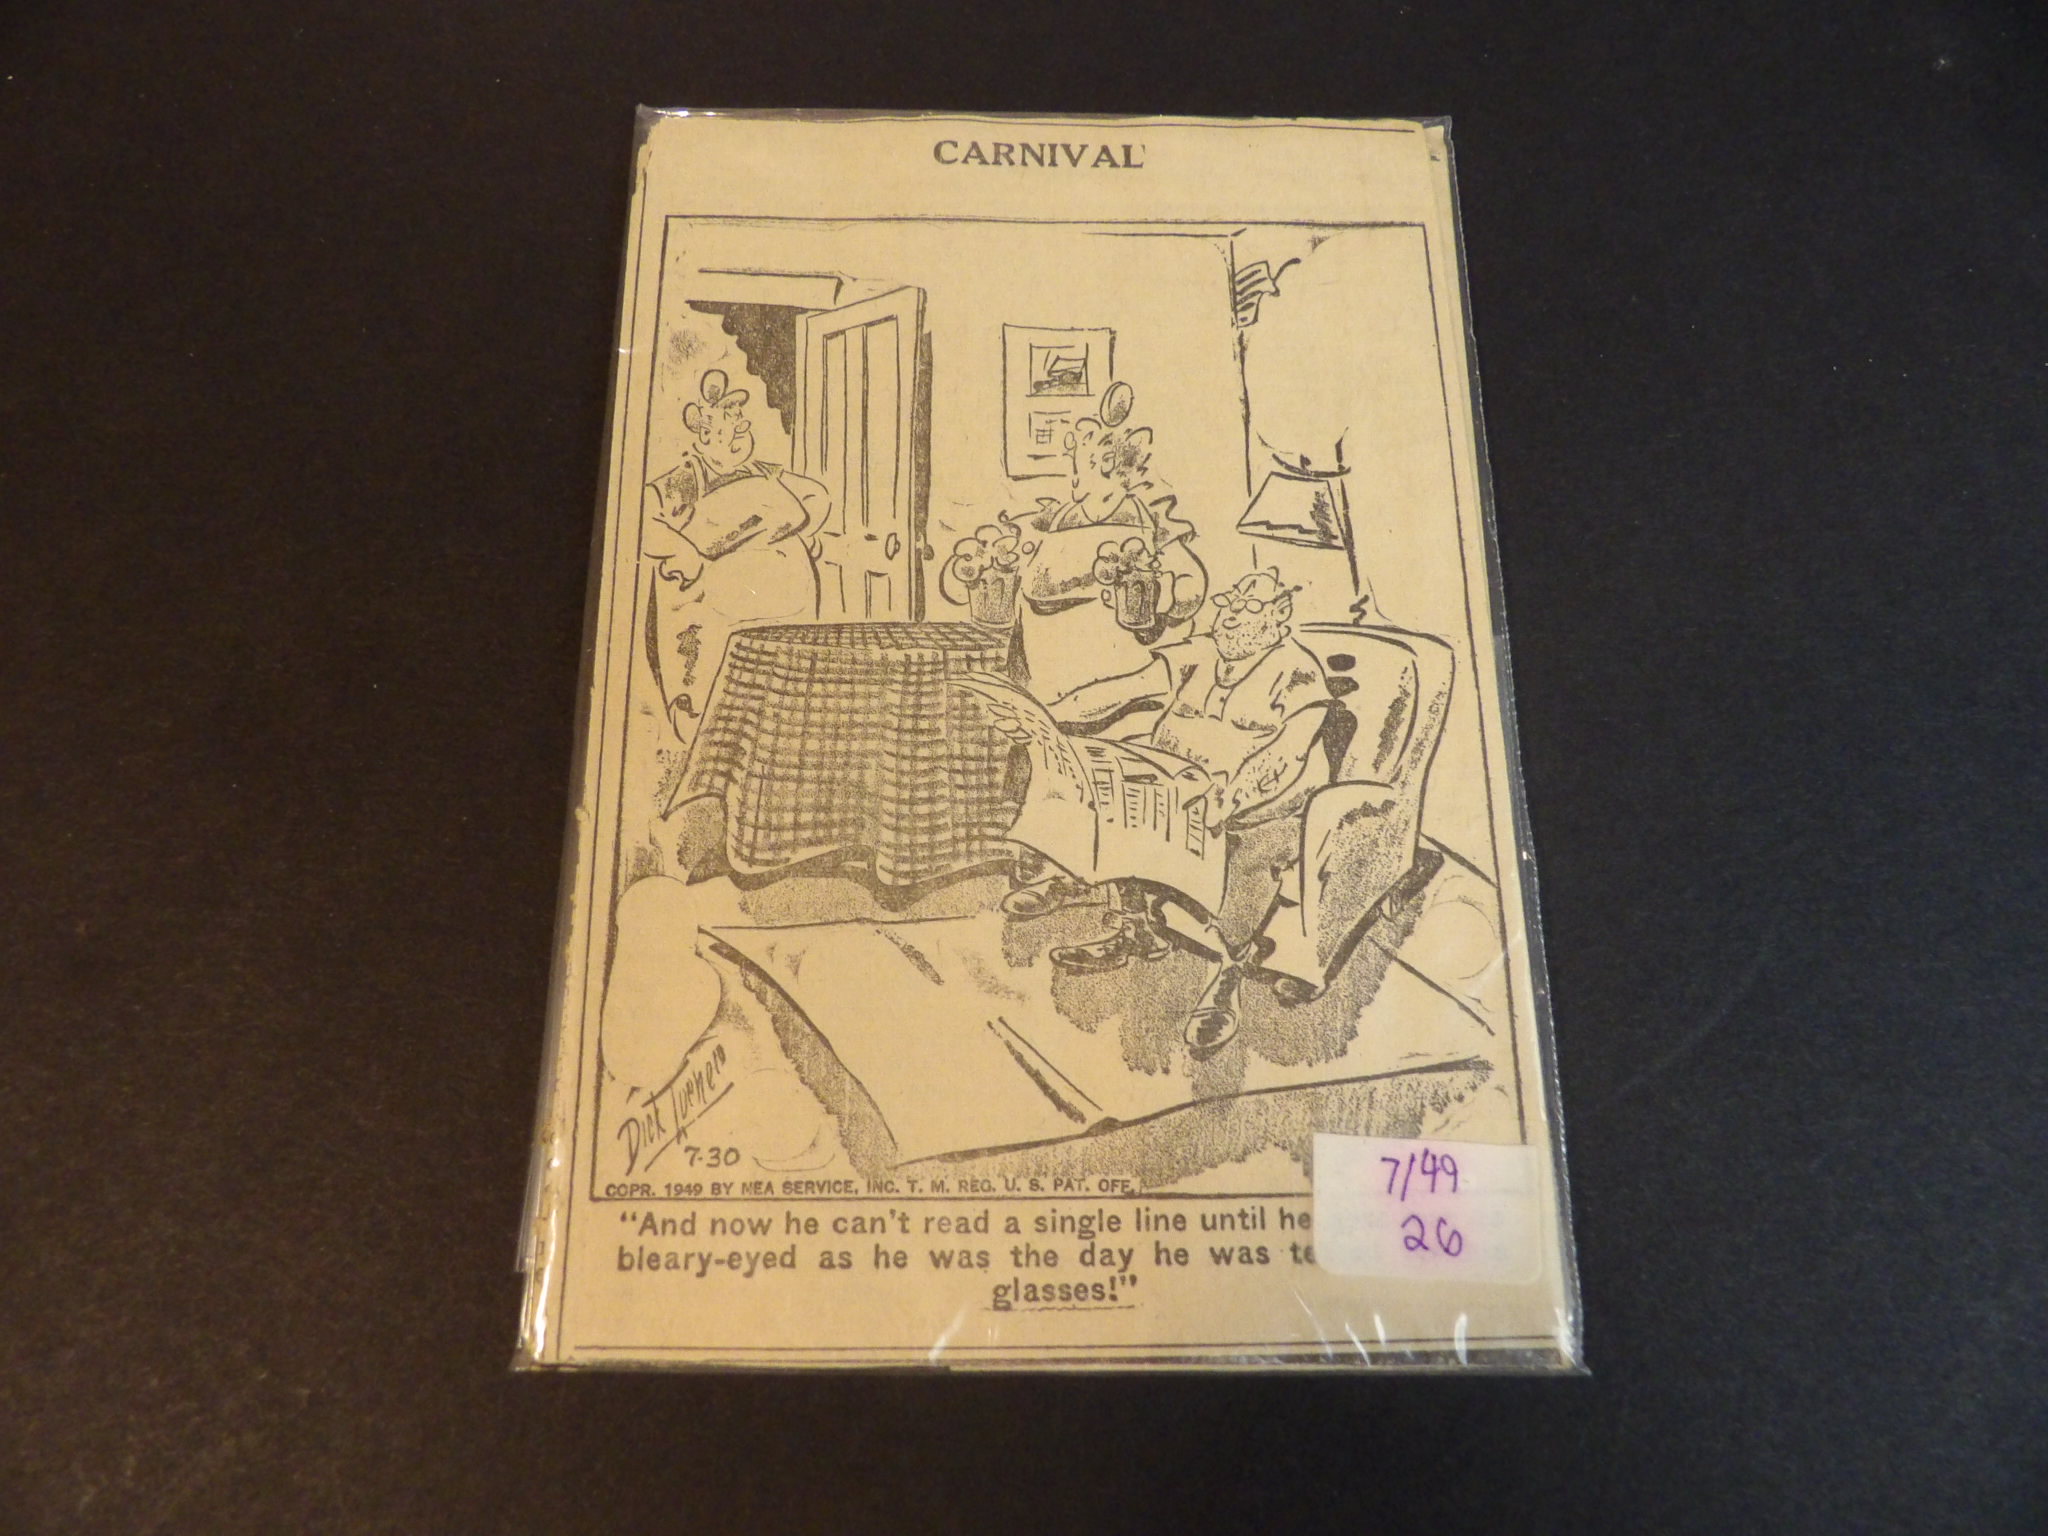 CARNIVAL
Dick Turner
7-30
COPR. 1949 BY NEA SERVICE, INC. T. M. REG. U. S. PAT. OFF.
7/49
26
"And now he can't read a single line until he
bleary-eyed as he was the day he was
glasses!"